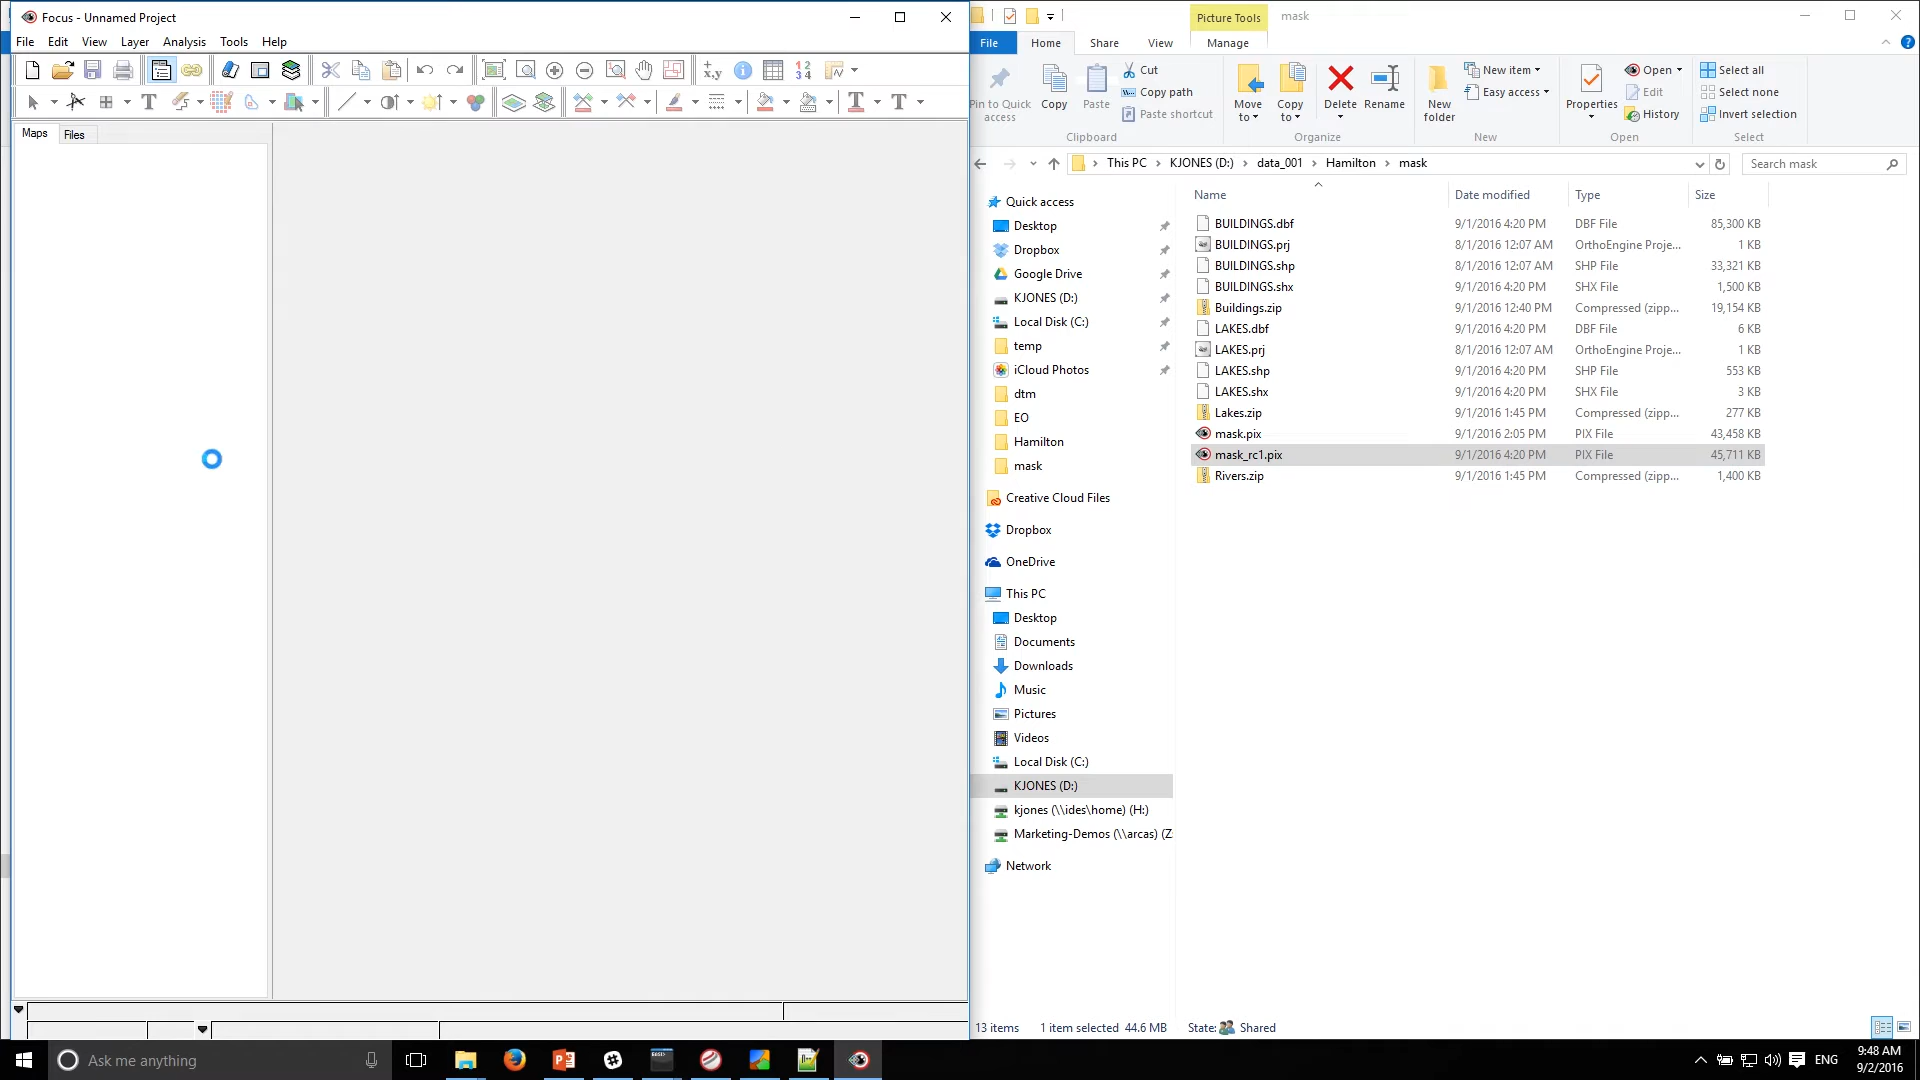 Focus - Unnamed Project
File Edit View Layer Analysis Tools Help
Maps Files
Picture Tools mask
File Home Share View Manage
Pin to Quick access
Copy
Paste
Cut
Copy path
Paste shortcut
Clipboard
Move to
Copy to
Delete
Rename
Organize
New folder
New item
Easy access
New
Properties
Open
Edit
History
Open
Select all
Select none
Invert selection
Select
This PC > KJONES (D:) > data_001 > Hamilton > mask
Search mask
Quick access
Desktop
Dropbox
Google Drive
KJONES (D:)
Local Disk (C:)
temp
iCloud Photos
dtm
EO
Hamilton
mask
Creative Cloud Files
Dropbox
OneDrive
This PC
Desktop
Documents
Downloads
Music
Pictures
Videos
Local Disk (C:)
KJONES (D:)
kjones (\\ides\home) (H:)
Marketing-Demos (\\arcas) (Z
Network
Name Date modified Type Size
BUILDINGS.dbf 9/1/2016 4:20 PM DBF File 85,300 KB
BUILDINGS.prj 8/1/2016 12:07 AM OrthoEngine Proje... 1 KB
BUILDINGS.shp 8/1/2016 12:07 AM SHP File 33,321 KB
BUILDINGS.shx 9/1/2016 4:20 PM SHX File 1,500 KB
Buildings.zip 9/1/2016 12:40 PM Compressed (zipp... 19,154 KB
LAKES.dbf 9/1/2016 4:20 PM DBF File 6 KB
LAKES.prj 8/1/2016 12:07 AM OrthoEngine Proje... 1 KB
LAKES.shp 9/1/2016 4:20 PM SHP File 553 KB
LAKES.shx 9/1/2016 4:20 PM SHX File 3 KB
Lakes.zip 9/1/2016 1:45 PM Compressed (zipp... 277 KB
mask.pix 9/1/2016 2:05 PM PIX File 43,458 KB
mask_rc1.pix 9/1/2016 4:20 PM PIX File 45,711 KB
Rivers.zip 9/1/2016 1:45 PM Compressed (zipp... 1,400 KB
13 items 1 item selected 44.6 MB State: Shared
Ask me anything
ENG
9:48 AM
9/2/2016